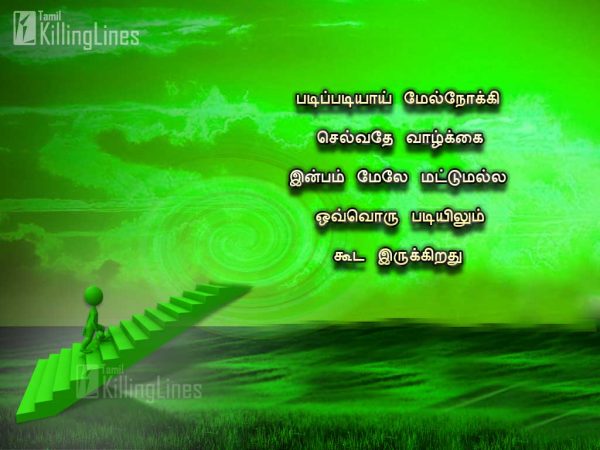 Tamil
KillingLines
படிப்படியாய் மேல்நோக்கி
செல்வதே வாழ்க்கை
இன்பம் மேலே மட்டுமல்ல
ஒவ்வொரு படியிலும்
கூட இருக்கிறது
Tamil
KillingLines